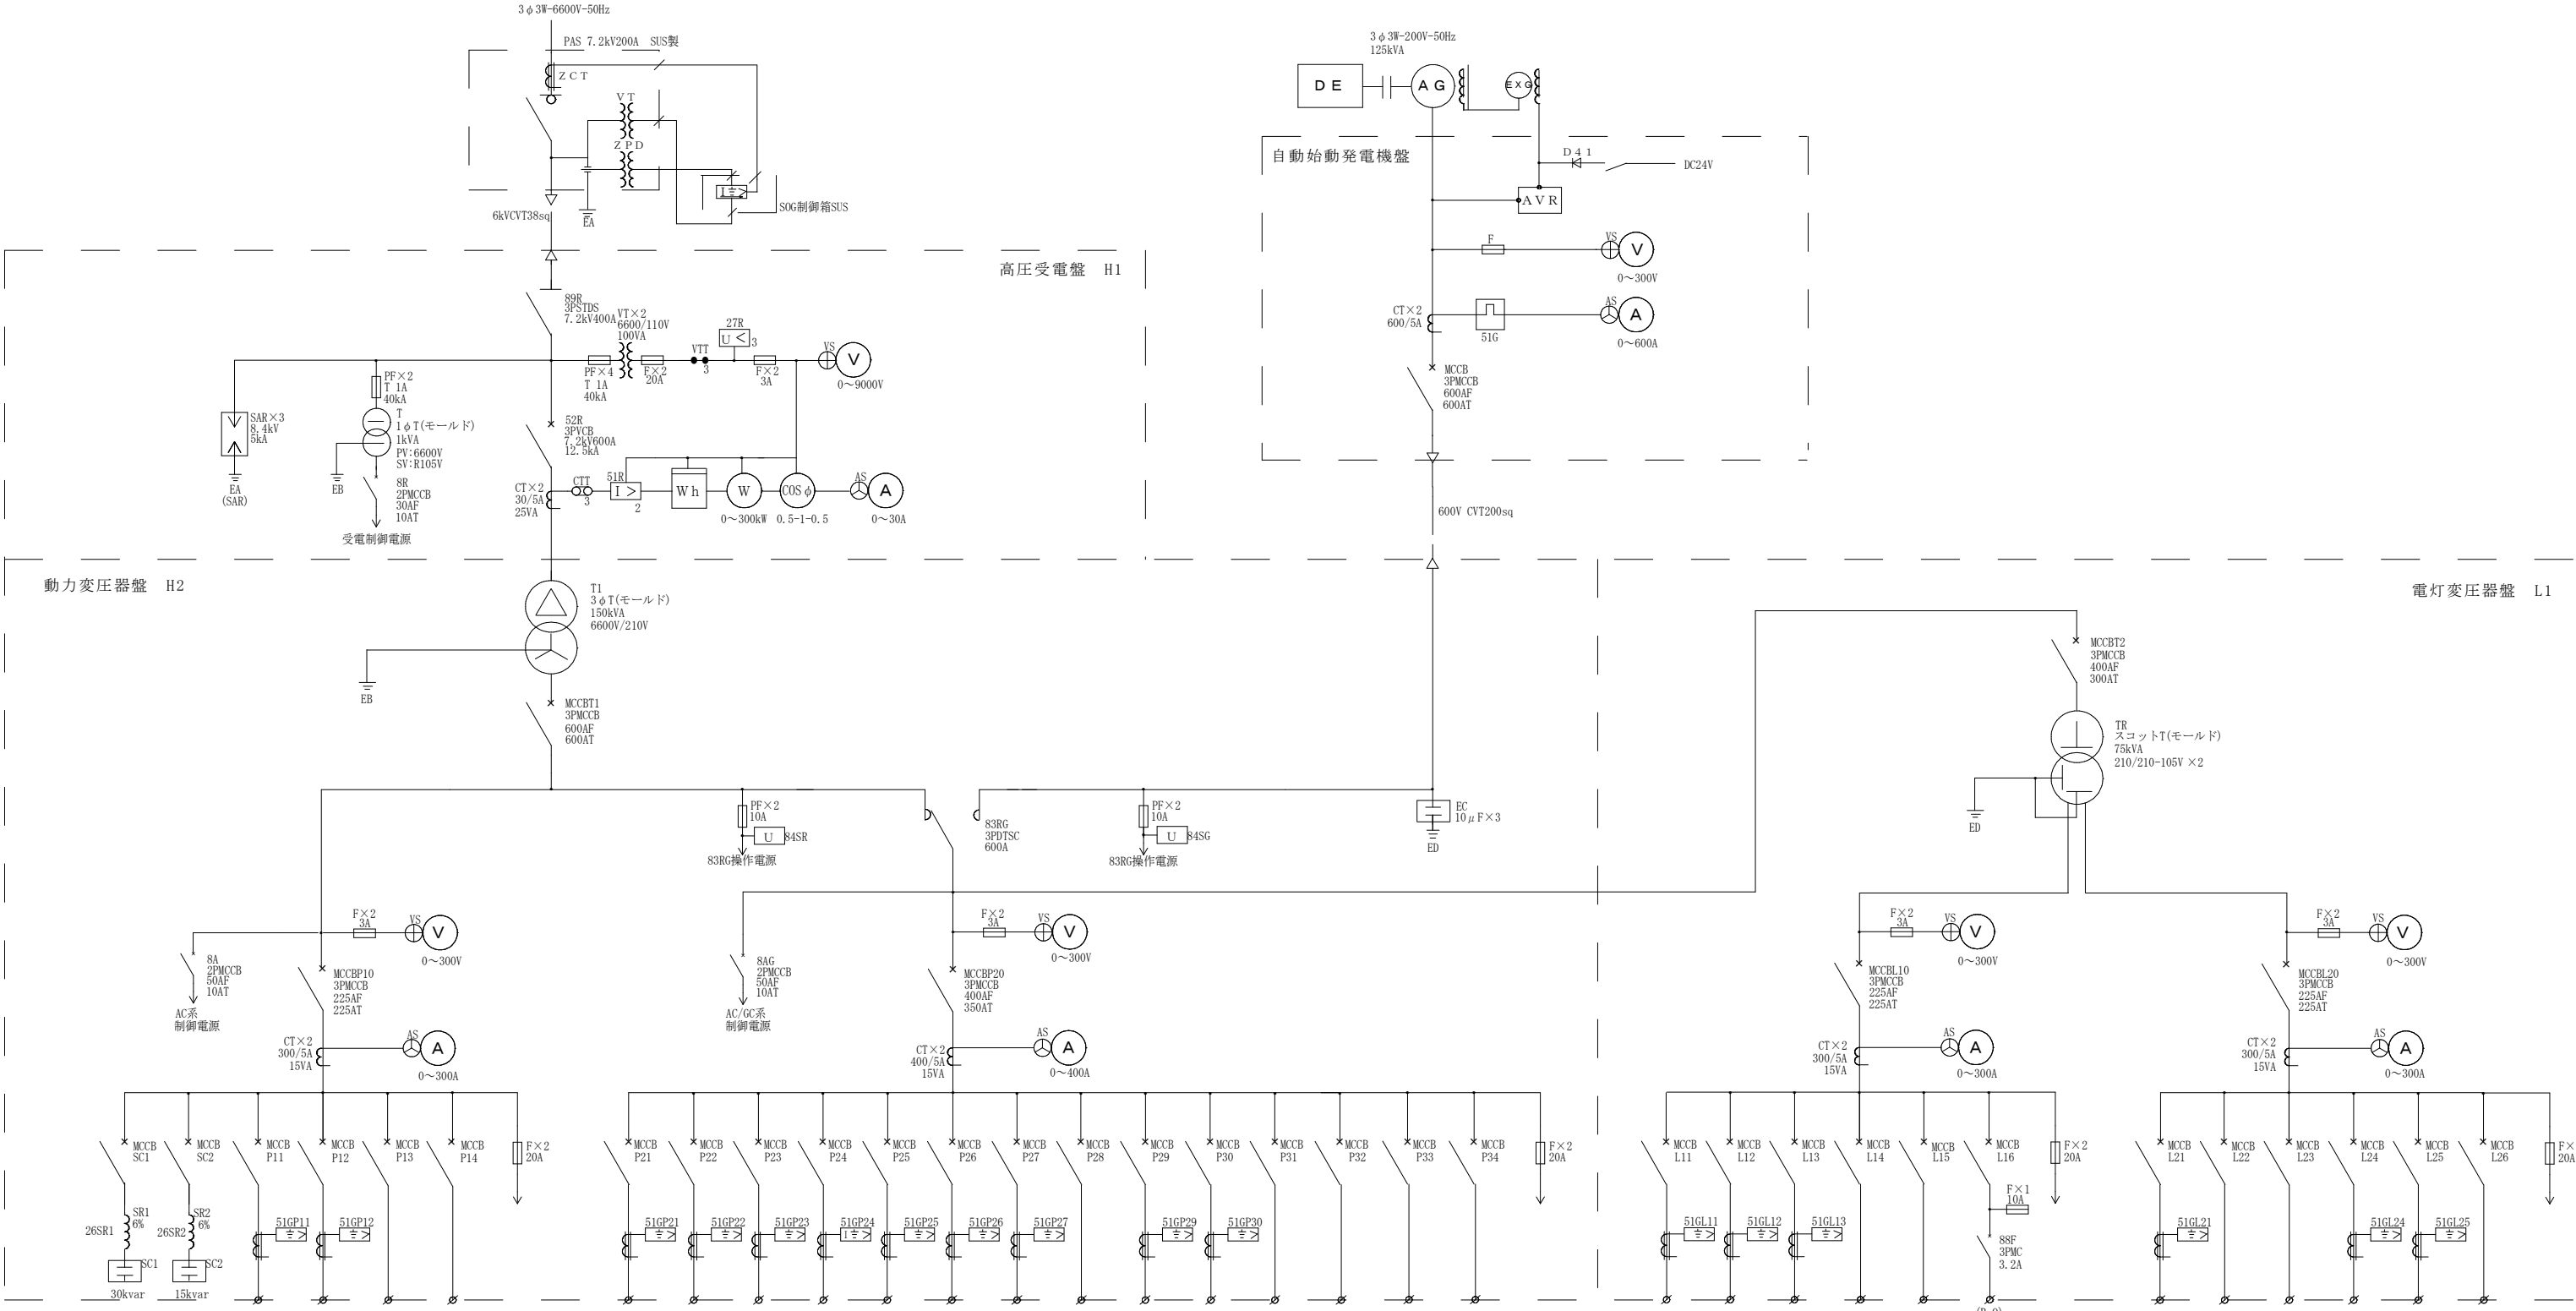 3φ3W-6600V-50Hz
PAS 7.2kV200A SUS製
ZCT
VT
ZPD
I
SOG制御箱SUS
6kVCVT38sq
EA
3φ3W-200V-50Hz
125kVA
DE
AG
EXG
自動始動発電機盤
D41
DC24V
AVR
F
VS
V
0～300V
CT×2
600/5A
51G
AS
A
0～600A
MCCB
3PMCCB
600AF
600AT
600V CVT200sq
高圧受電盤 H1
89R
3PSTDS
7.2kV400A
VT×2
6600/110V
100VA
27R
U<
3
VTT
3
PF×4
T 1A
40kA
F×2
20A
F×2
3A
VS
V
0～9000V
PF×2
T 1A
40kA
SAR×3
8.4kV
5kA
EA
(SAR)
T
1φT(モールド)
1kVA
PV:6600V
SV:R105V
EB
8R
2PMCCB
30AF
10AT
受電制御電源
52R
3PVCB
7.2kV600A
12.5kA
CT×2
30/5A
25VA
CTT
3
51R
I >
2
Wh
W
0～300kW
COSφ
0.5-1-0.5
AS
A
0～30A
動力変圧器盤 H2
T1
3φT(モールド)
150kVA
6600V/210V
EB
MCCBT1
3PMCCB
600AF
600AT
PF×2
10A
U
84SR
83RG操作電源
83RG
3PDTSC
600A
PF×2
10A
U
84SG
83RG操作電源
EC
10μF×3
ED
電灯変圧器盤 L1
MCCBT2
3PMCCB
400AF
300AT
TR
スコットT(モールド)
75kVA
210/210-105V ×2
ED
8A
2PMCCB
50AF
10AT
AC系
制御電源
F×2
3A
VS
V
0～300V
MCCBP10
3PMCCB
225AF
225AT
CT×2
300/5A
15VA
AS
A
0～300A
8AG
2PMCCB
50AF
10AT
AC/GC系
制御電源
F×2
3A
VS
V
0～300V
MCCBP20
3PMCCB
400AF
350AT
CT×2
400/5A
15VA
AS
A
0～400A
F×2
3A
VS
V
0～300V
MCCBL10
3PMCCB
225AF
225AT
CT×2
300/5A
15VA
AS
A
0～300A
F×2
3A
VS
V
0～300V
MCCBL20
3PMCCB
225AF
225AT
CT×2
300/5A
15VA
AS
A
0～300A
MCCB
SC1
MCCB
SC2
MCCB
P11
MCCB
P12
MCCB
P13
MCCB
P14
F×2
20A
26SR1
SR1
6%
26SR2
SR2
6%
51GP11
51GP12
SC1
30kvar
SC2
15kvar
MCCB
P21
MCCB
P22
MCCB
P23
MCCB
P24
MCCB
P25
MCCB
P26
MCCB
P27
MCCB
P28
MCCB
P29
MCCB
P30
MCCB
P31
MCCB
P32
MCCB
P33
MCCB
P34
F×2
20A
51GP21
51GP22
51GP23
51GP24
I
51GP25
51GP26
51GP27
51GP29
51GP30
MCCB
L11
MCCB
L12
MCCB
L13
MCCB
L14
MCCB
L15
MCCB
L16
F×2
20A
51GL11
51GL12
51GL13
F×1
10A
88F
3PMC
3.2A
MCCB
L21
MCCB
L22
MCCB
L23
MCCB
L24
MCCB
L25
MCCB
L26
F×
20A
51GL21
51GL24
51GL25